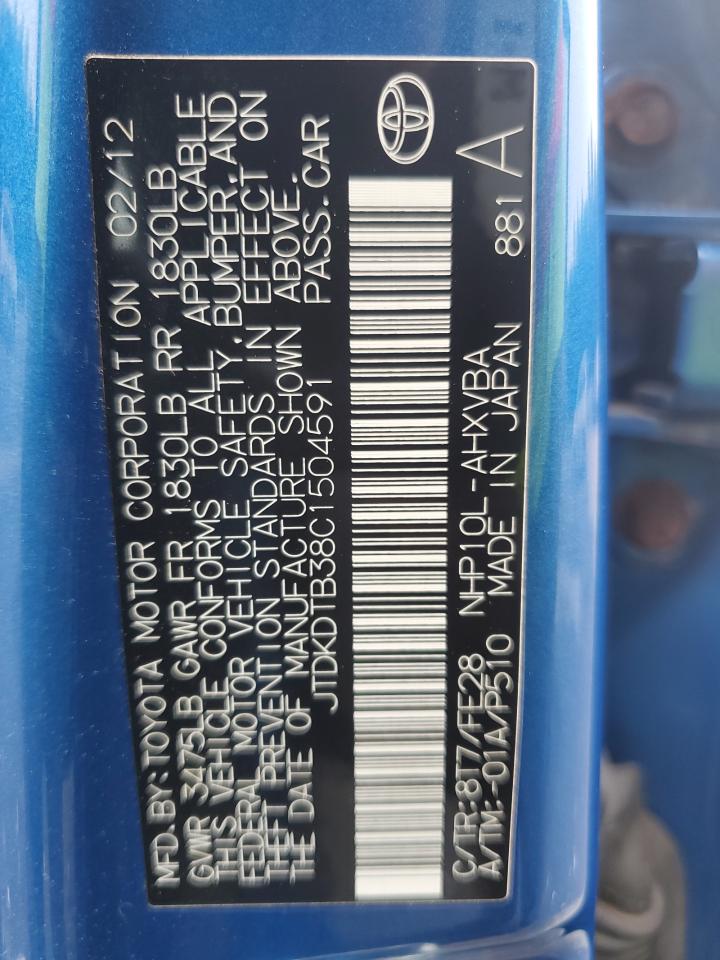 MFD.BY:TOYOTA MOTOR CORPORATION 02/12
GVWR 3475LB GAWR FR 1830LB RR 1830LB
THIS VEHICLE CONFORMS TO ALL APPLICABLE
FEDERAL MOTOR VEHICLE SAFETY,BUMPER,AND
THEFT PREVENTION STANDARDS IN EFFECT ON
THE DATE OF MANUFACTURE SHOWN ABOVE.
JTDKDTB38C1504591 PASS.CAR
C/TR:8T7/FE28 NHP10L-AHXVBA 881
A/TM:-01A/P510 MADE IN JAPAN A